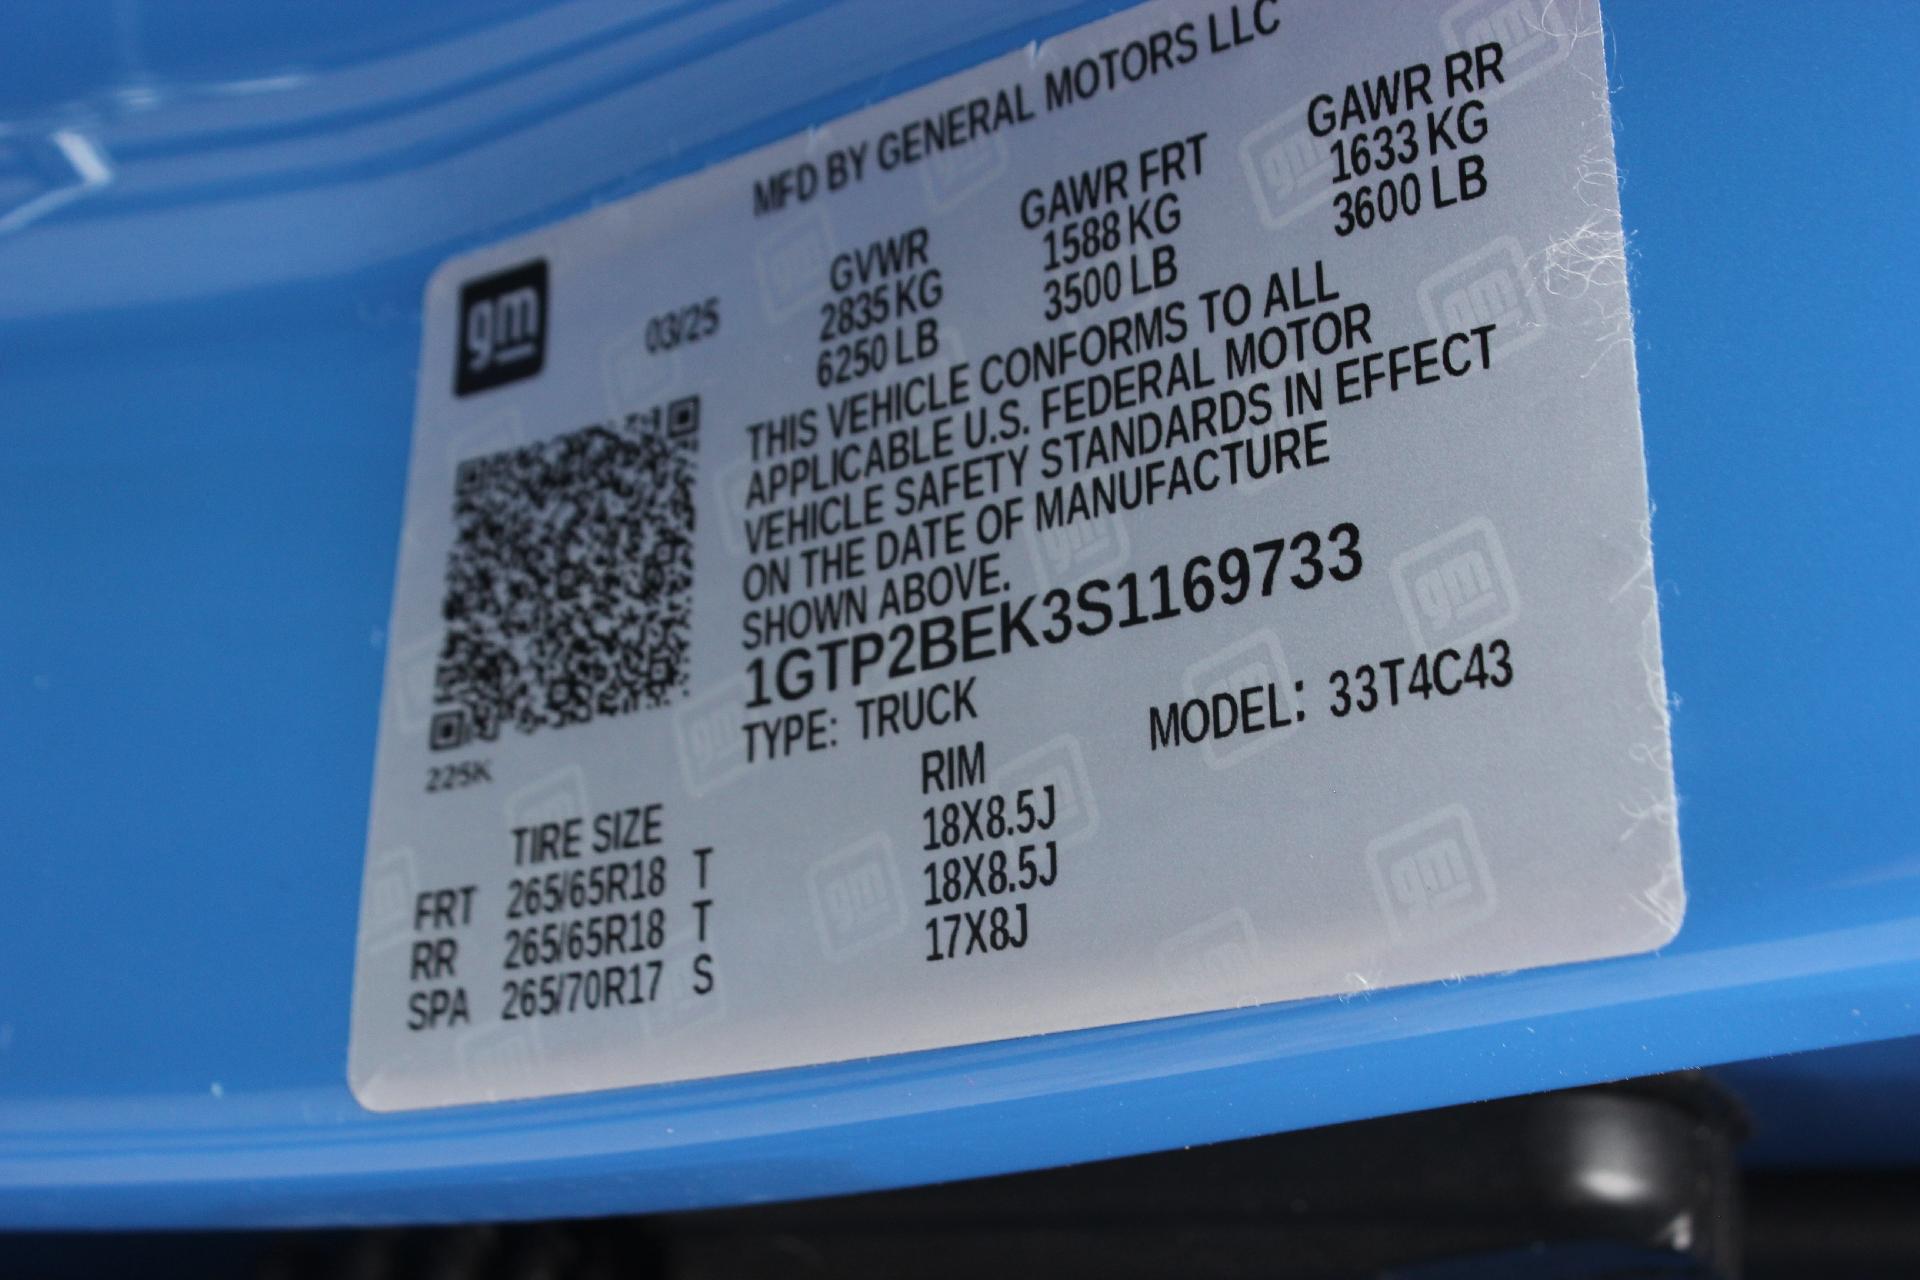 MFD BY GENERAL MOTORS LLC
gm
03/25
GVWR GAWR FRT GAWR RR
2835 KG 1588 KG 1633 KG
6250 LB 3500 LB 3600 LB
THIS VEHICLE CONFORMS TO ALL
APPLICABLE U.S. FEDERAL MOTOR
VEHICLE SAFETY STANDARDS IN EFFECT
ON THE DATE OF MANUFACTURE
SHOWN ABOVE.
1GTP2BEK3S1169733
TYPE: TRUCK MODEL: 33T4C43
225K
TIRE SIZE RIM
FRT 265/65R18 T 18X8.5J
RR 265/65R18 T 18X8.5J
SPA 265/70R17 S 17X8J